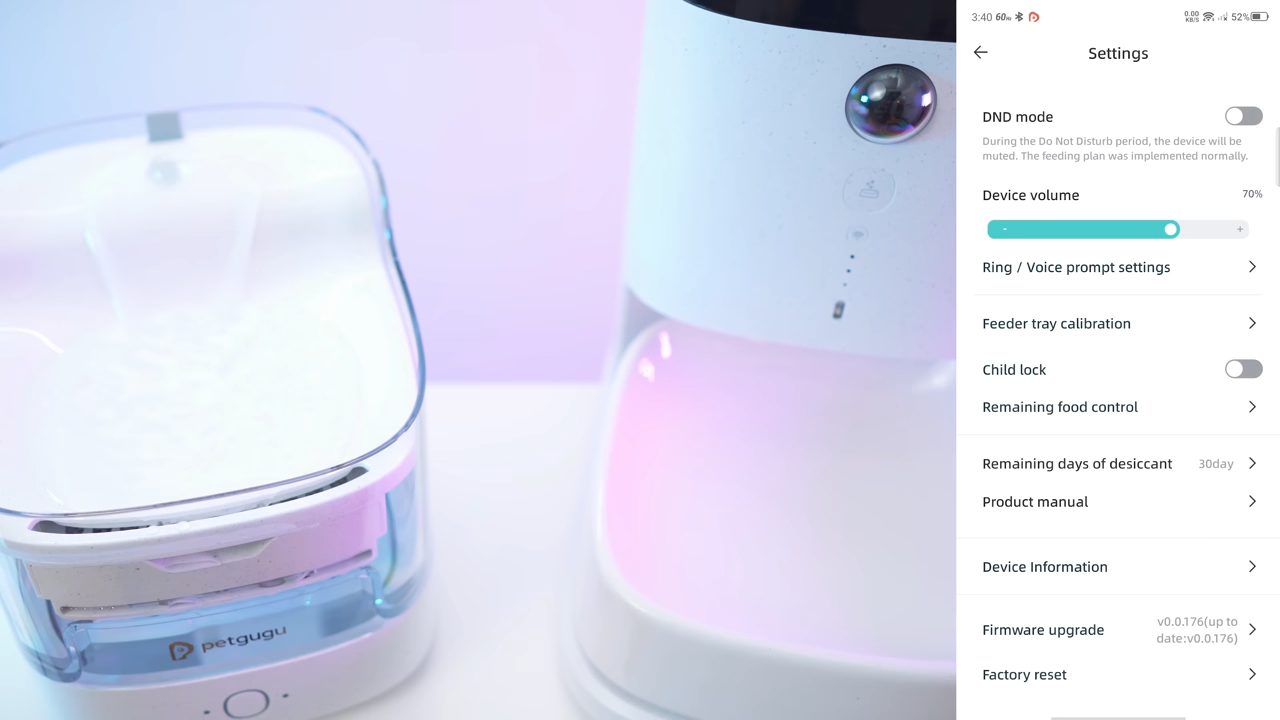 petgugu
3:40 60m
0.00 KB/S
52%
Settings
DND mode
During the Do Not Disturb period, the device will be
muted. The feeding plan was implemented normally.
Device volume 70%
- +
Ring / Voice prompt settings
Feeder tray calibration
Child lock
Remaining food control
Remaining days of desiccant 30day
Product manual
Device Information
Firmware upgrade v0.0.176(up to
date:v0.0.176)
Factory reset